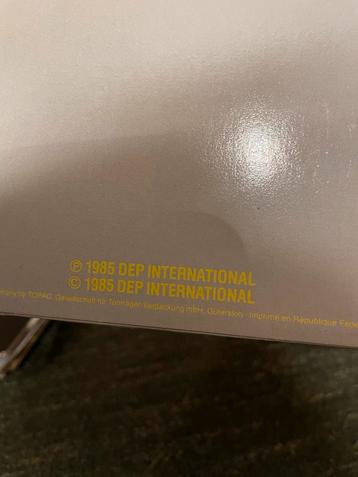 ℗ 1985 DEP INTERNATIONAL
© 1985 DEP INTERNATIONAL
by TOPAC, Gesellschaft für Tonträger-Verpackung mbH, Gütersloh · Imprimé en République